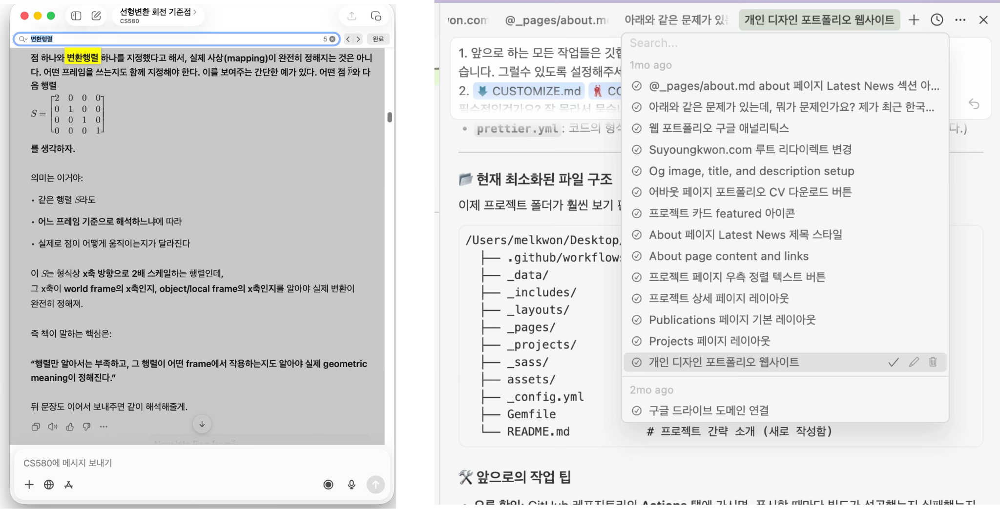 선형변환 회전 기준점 >
CS580
변환행렬
5
완료
점 하나와 변환행렬 하나를 지정했다고 해서, 실제 사상(mapping)이 완전히 정해지는 것은 아니
다. 어떤 프레임을 쓰는지도 함께 지정해야 한다. 이를 보여주는 간단한 예가 있다. 어떤 점 p̃와 다
음 행렬
S =
2 0 0 0
0 1 0 0
0 0 1 0
0 0 0 1
를 생각하자.
의미는 이거야:
• 같은 행렬 S라도
• 어느 프레임 기준으로 해석하느냐에 따라
• 실제로 점이 어떻게 움직이는지가 달라진다
이 S는 형식상 x축 방향으로 2배 스케일하는 행렬인데,
그 x축이 world frame의 x축인지, object/local frame의 x축인지를 알아야 실제 변환이
완전히 정해져.
즉 책이 말하는 핵심은:
“행렬만 알아서는 부족하고, 그 행렬이 어떤 frame에서 작용하는지도 알아야 실제 geometric
meaning이 정해진다.”
뒤 문장도 이어서 보내주면 같이 해석해줄게.
CS580에 메시지 보내기
von.com
@_pages/about.m
아래와 같은 문제가 있
개인 디자인 포트폴리오 웹사이트
1. 앞으로 하는 모든 작업들은
습니다. 그럴수 있도록 설정해주
2. CUSTOMIZE.md
필수적인건가요? 잘 몰라서
• prettier.yml: 코드의
다.)
현재 최소화된 파일 구조
이제 프로젝트 폴더가 훨씬 보기
/Users/melkwon/Desktop/
├── .github/workflows
├── _data/
├── _includes/
├── _layouts/
├── _pages/
├── _projects/
├── _sass/
├── assets/
├── _config.yml
├── Gemfile
└── README.md # 프로젝트 간략 소개 (새로 작성함)
앞으로의 작업 팁
Search...
1mo ago
@_pages/about.md about 페이지 Latest News 섹션 아...
아래와 같은 문제가 있는데, 뭐가 문제인가요? 제가 최근 한국...
웹 포트폴리오 구글 애널리틱스
Suyoungkwon.com 루트 리다이렉트 변경
Og image, title, and description setup
어바웃 페이지 포트폴리오 CV 다운로드 버튼
프로젝트 카드 featured 아이콘
About 페이지 Latest News 제목 스타일
About page content and links
프로젝트 페이지 우측 정렬 텍스트 버튼
프로젝트 상세 페이지 레이아웃
Publications 페이지 기본 레이아웃
Projects 페이지 레이아웃
개인 디자인 포트폴리오 웹사이트
2mo ago
구글 드라이브 도메인 연결